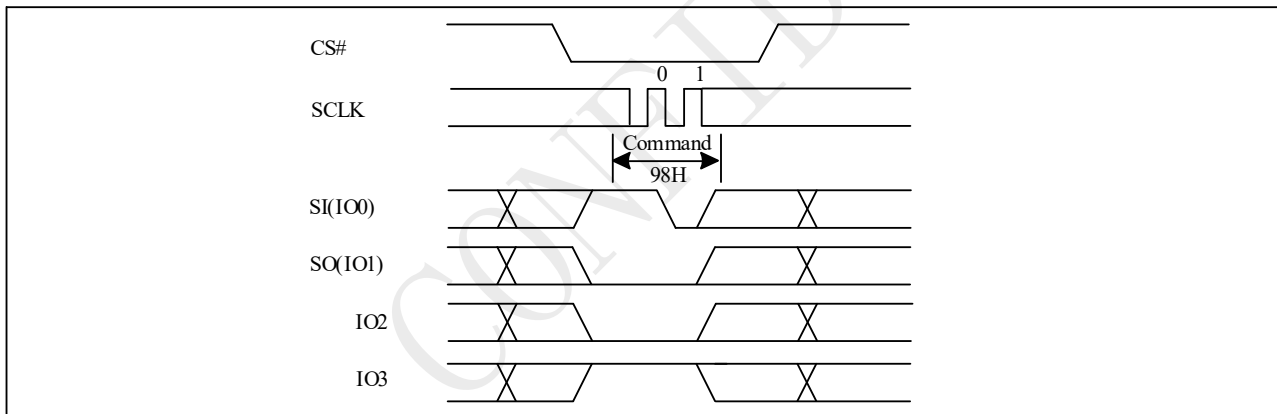 CS#
0 1
SCLK
Command
98H
SI(IO0)
SO(IO1)
IO2
IO3